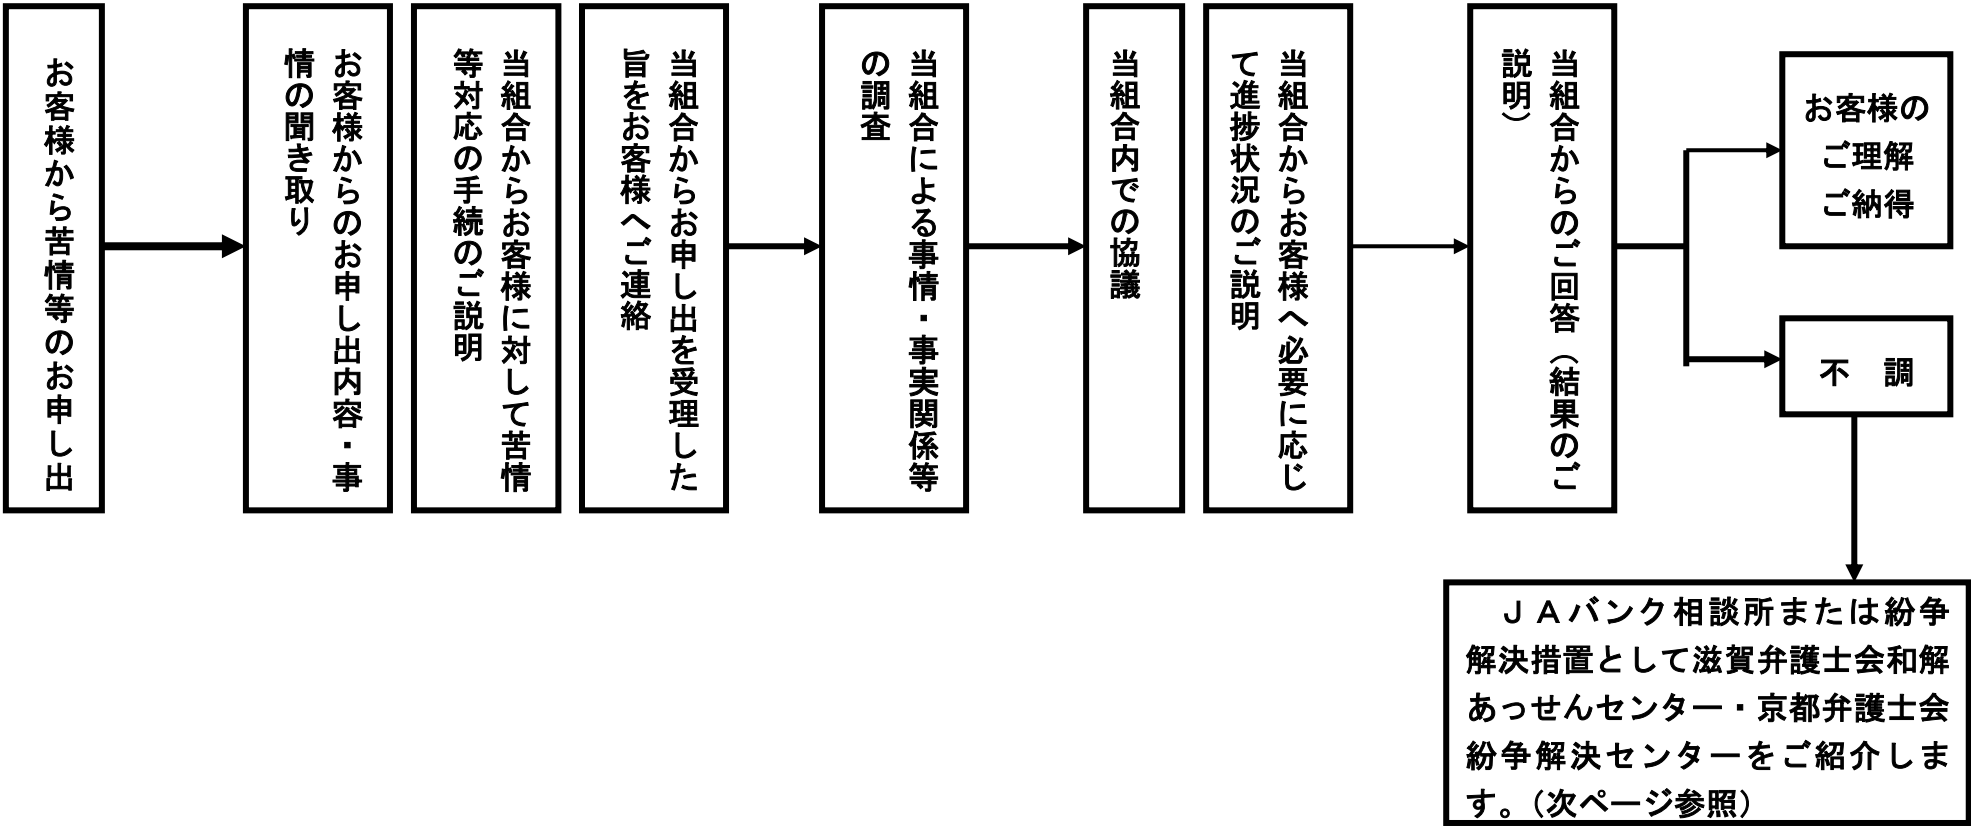 お客様から苦情等のお申し出
お客様からのお申し出内容・事
情の聞き取り
当組合からお客様に対して苦情
等対応の手続のご説明
当組合からお申し出を受理した
旨をお客様へご連絡
当組合による事情・事実関係等
の調査
当組合内での協議
当組合からお客様へ必要に応じ
て進捗状況のご説明
当組合からのご回答（結果のご
説明）
お客様の
ご理解
ご納得
不　調
ＪＡバンク相談所または紛争
解決措置として滋賀弁護士会和解
あっせんセンター・京都弁護士会
紛争解決センターをご紹介しま
す。（次ページ参照）